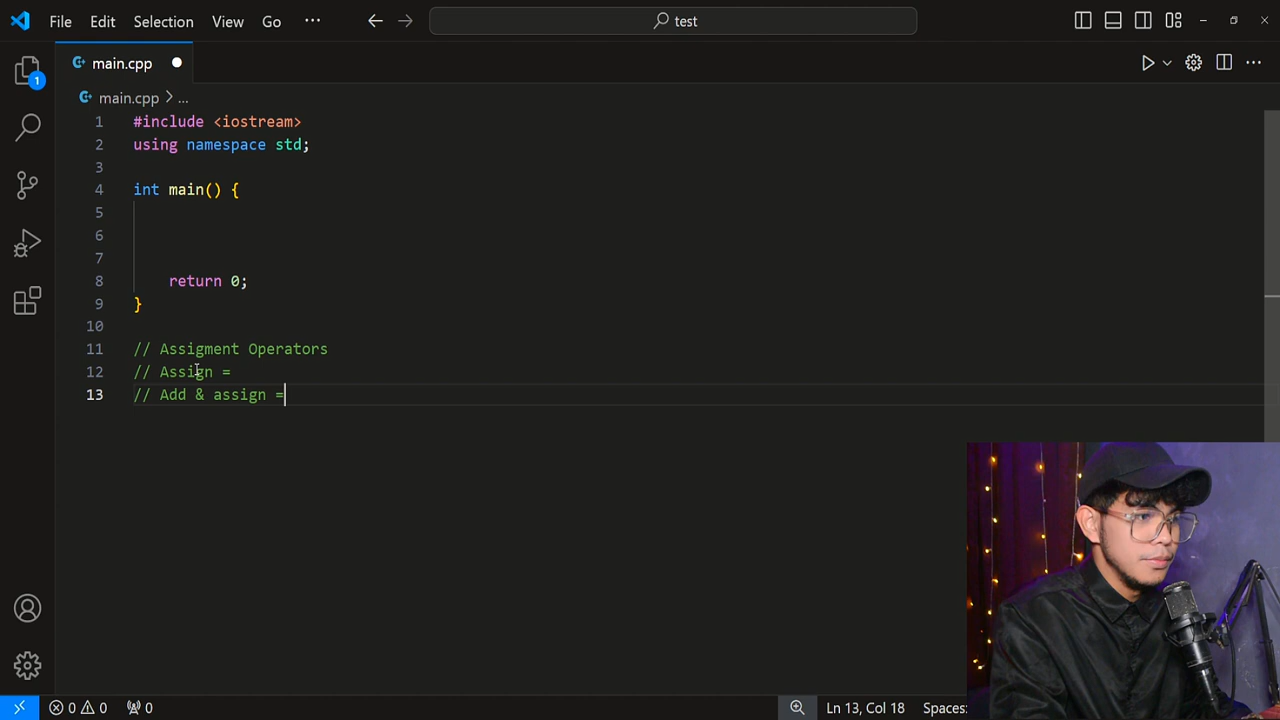 File Edit Selection View Go ··· test
1
main.cpp
main.cpp > ...
1 #include <iostream>
2 using namespace std;
3
4 int main() {
5
6
7
8 return 0;
9 }
10
11 // Assigment Operators
12 // Assign =
13 // Add & assign =
0 0 0 Ln 13, Col 18 Spaces: